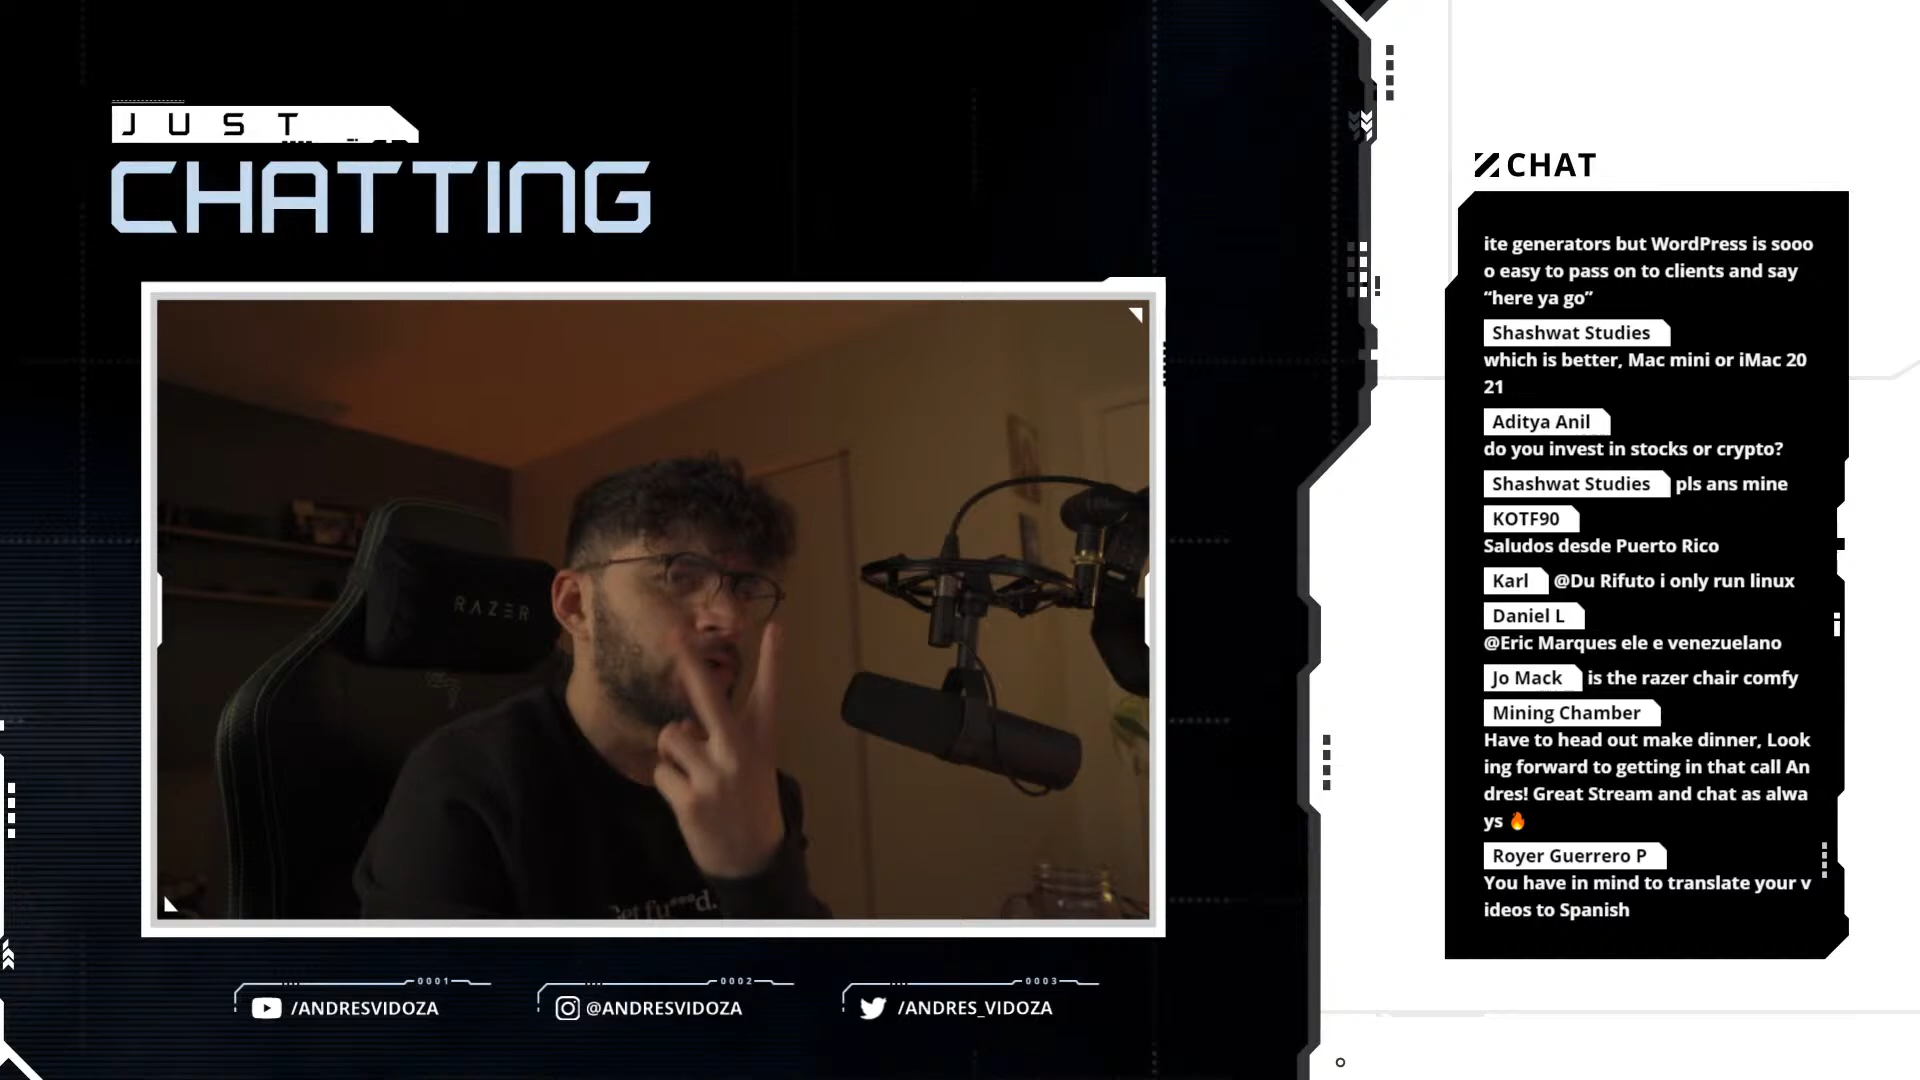 JUST
CHATTING
RAZER
Get fu***d.
0001
/ANDRESVIDOZA
0002
@ANDRESVIDOZA
0003
/ANDRES_VIDOZA
CHAT
ite generators but WordPress is sooo
o easy to pass on to clients and say
“here ya go”
Shashwat Studies
which is better, Mac mini or iMac 20
21
Aditya Anil
do you invest in stocks or crypto?
Shashwat Studies pls ans mine
KOTF90
Saludos desde Puerto Rico
Karl @Du Rifuto i only run linux
Daniel L
@Eric Marques ele e venezuelano
Jo Mack is the razer chair comfy
Mining Chamber
Have to head out make dinner, Look
ing forward to getting in that call An
dres! Great Stream and chat as alwa
ys 🔥
Royer Guerrero P
You have in mind to translate your v
ideos to Spanish